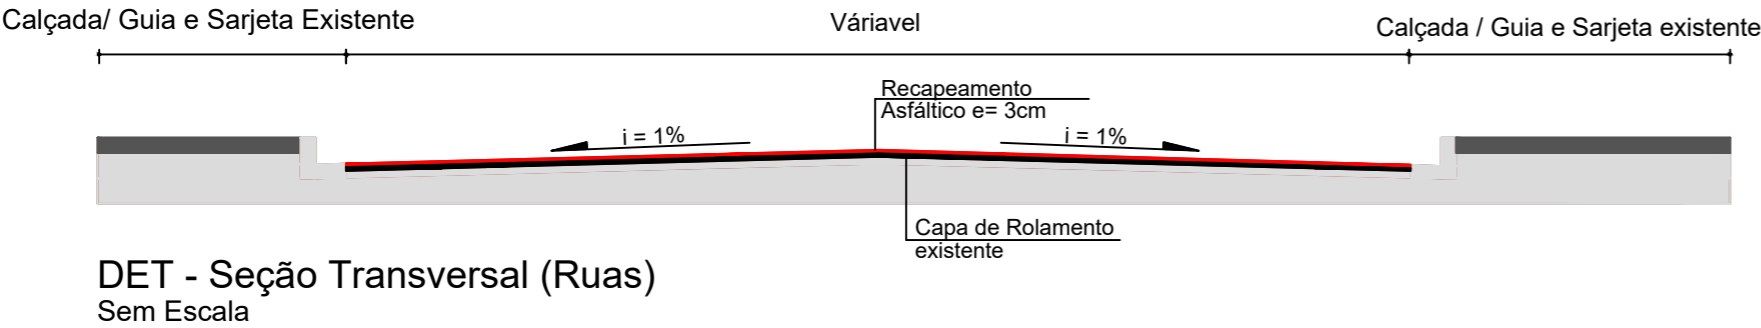 Calçada/ Guia e Sarjeta Existente
Váriavel
Calçada / Guia e Sarjeta existente
Recapeamento
Asfáltico e= 3cm
i = 1%
i = 1%
Capa de Rolamento
existente
DET - Seção Transversal (Ruas)
Sem Escala